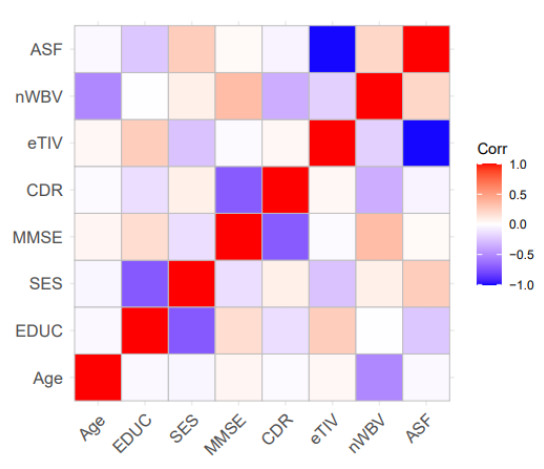 ASF
nWBV
eTIV
CDR
MMSE
SES
EDUC
Age
Age
EDUC
SES
MMSE
CDR
eTIV
nWBV
ASF
Corr
1.0
0.5
0.0
−0.5
−1.0